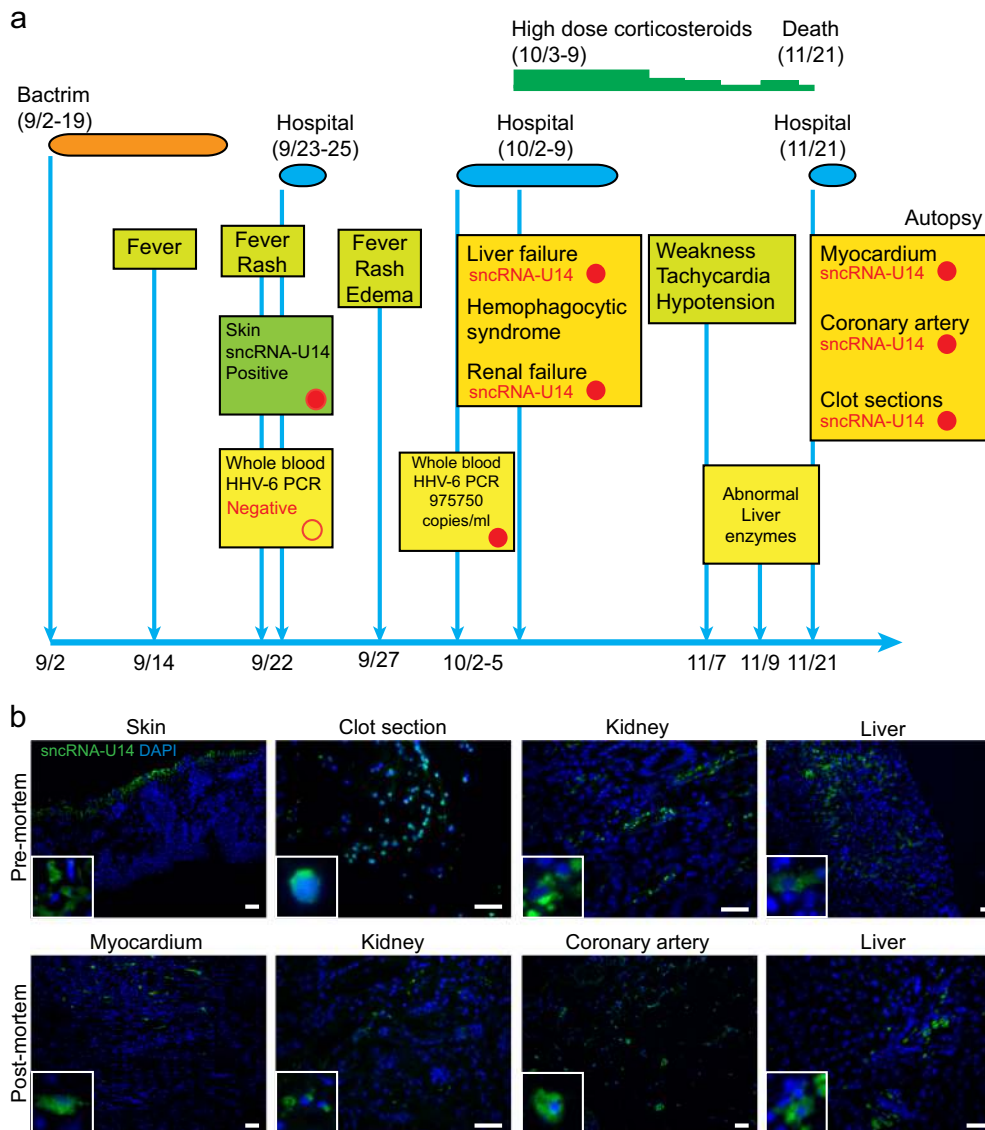 a
High dose corticosteroids
(10/3-9)
Death
(11/21)
Bactrim
(9/2-19)
Hospital
(9/23-25)
Hospital
(10/2-9)
Hospital
(11/21)
Autopsy
Fever
Fever
Rash
Fever
Rash
Edema
Liver failure
sncRNA-U14
Hemophagocytic
syndrome
Renal failure
sncRNA-U14
Weakness
Tachycardia
Hypotension
Myocardium
sncRNA-U14
Coronary artery
sncRNA-U14
Clot sections
sncRNA-U14
Skin
sncRNA-U14
Positive
Whole blood
HHV-6 PCR
Negative
Whole blood
HHV-6 PCR
975750
copies/ml
Abnormal
Liver
enzymes
9/2
9/14
9/22
9/27
10/2-5
11/7
11/9
11/21
b
Skin
Clot section
Kidney
Liver
Pre-mortem
sncRNA-U14 DAPI
Myocardium
Kidney
Coronary artery
Liver
Post-mortem